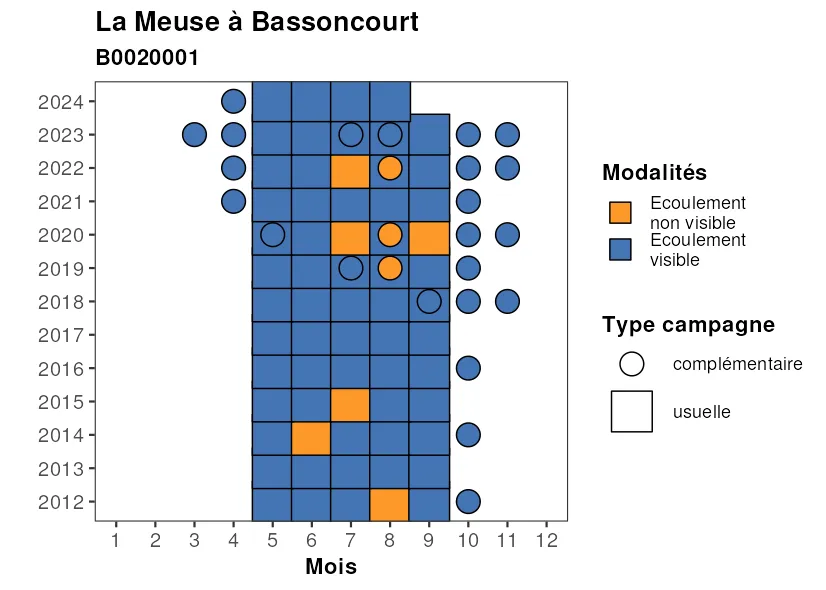 La Meuse à Bassoncourt
B0020001
2024
2023
2022
2021
2020
2019
2018
2017
2016
2015
2014
2013
2012
1 2 3 4 5 6 7 8 9 10 11 12
Mois
Modalités
Ecoulement
non visible
Ecoulement
visible
Type campagne
complémentaire
usuelle